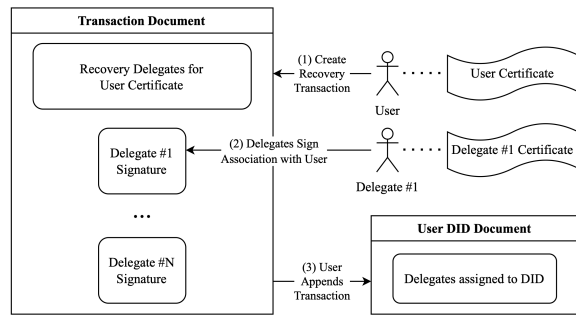 Transaction Document
Recovery Delegates for
User Certificate
(1) Create
Recovery
Transaction
User
User Certificate
Delegate #1
Signature
(2) Delegates Sign
Association with User
Delegate #1
Delegate #1 Certificate
...
Delegate #N
Signature
(3) User
Appends
Transaction
User DID Document
Delegates assigned to DID